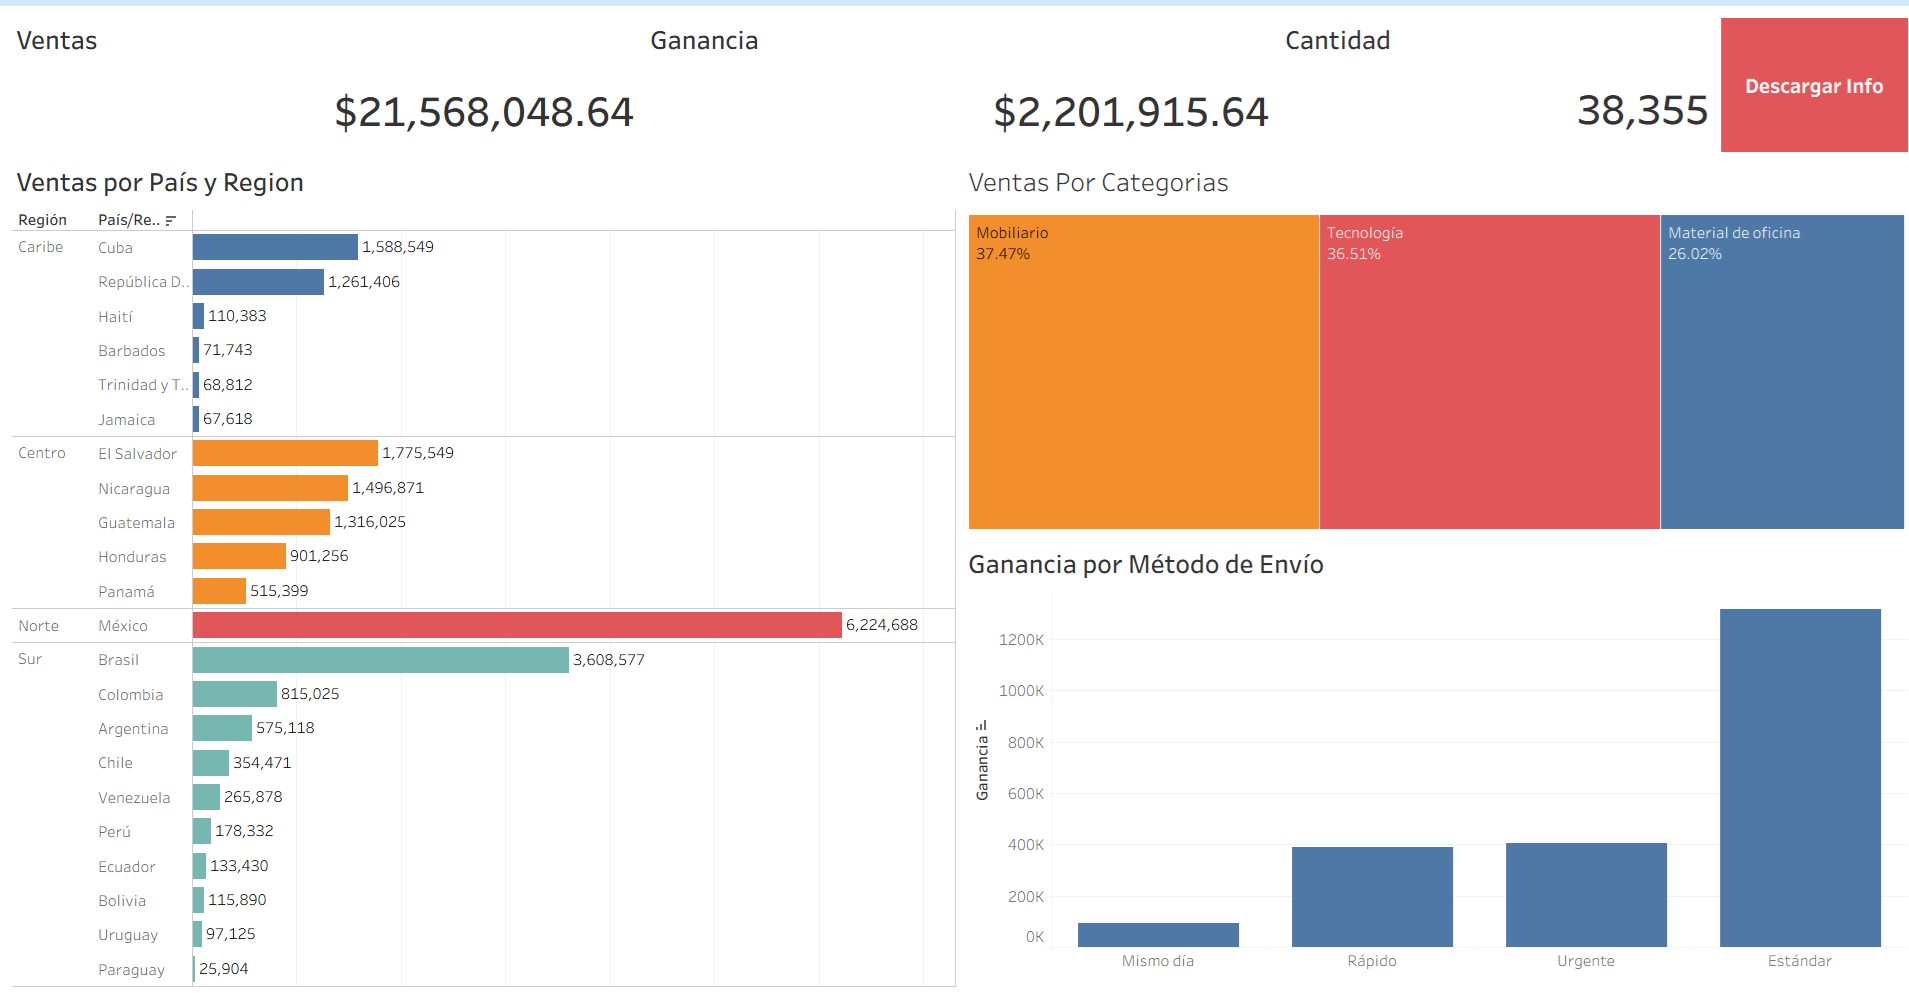 Ventas
$21,568,048.64
Ganancia
$2,201,915.64
Cantidad
38,355
Descargar Info
Ventas por País y Region
Región País/Re..
Caribe Cuba 1,588,549
República D.. 1,261,406
Haití 110,383
Barbados 71,743
Trinidad y T.. 68,812
Jamaica 67,618
Centro El Salvador 1,775,549
Nicaragua 1,496,871
Guatemala 1,316,025
Honduras 901,256
Panamá 515,399
Norte México 6,224,688
Sur Brasil 3,608,577
Colombia 815,025
Argentina 575,118
Chile 354,471
Venezuela 265,878
Perú 178,332
Ecuador 133,430
Bolivia 115,890
Uruguay 97,125
Paraguay 25,904
Ventas Por Categorias
Mobiliario
37.47%
Tecnología
36.51%
Material de oficina
26.02%
Ganancia por Método de Envío
Ganancia
1200K
1000K
800K
600K
400K
200K
0K
Mismo día Rápido Urgente Estándar